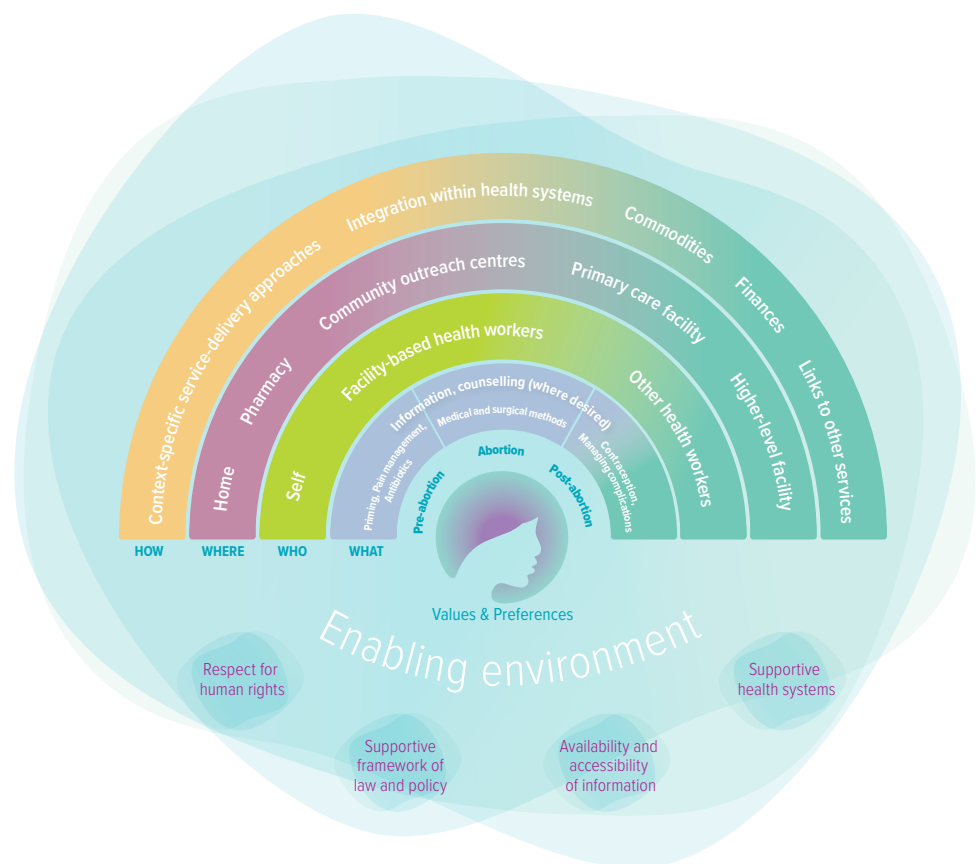 Context-specific service-delivery approaches
Integration within health systems
Commodities
Finances
Links to other services
Home
Pharmacy
Community outreach centres
Primary care facility
Higher-level facility
Self
Facility-based health workers
Other health workers
Information, counselling (where desired)
Priming, Pain management,
Antibiotics
Medical and surgical methods
Contraception,
Managing complications
Pre-abortion
Abortion
Post-abortion
HOW
WHERE
WHO
WHAT
Values & Preferences
Enabling environment
Respect for
human rights
Supportive
framework of
law and policy
Availability and
accessibility
of information
Supportive
health systems